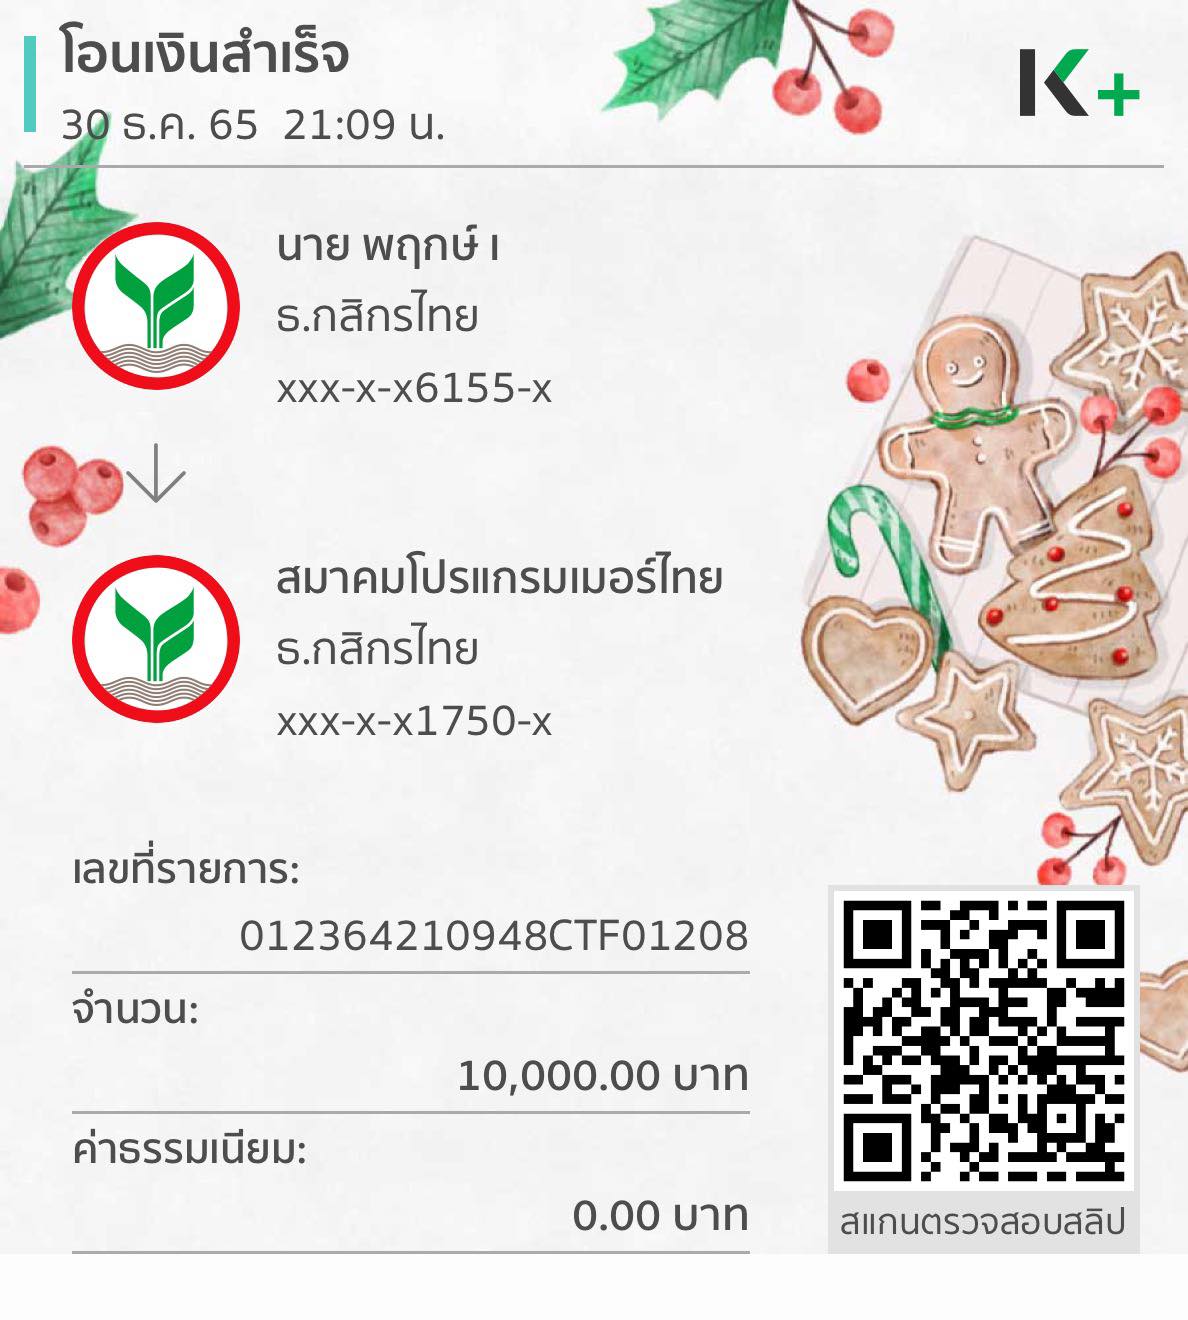 โอนเงินสำเร็จ
30 ธ.ค. 65 21:09 น.
K+
นาย พฤกษ์ เ
ธ.กสิกรไทย
xxx-x-x6155-x
สมาคมโปรแกรมเมอร์ไทย
ธ.กสิกรไทย
xxx-x-x1750-x
เลขที่รายการ:
012364210948CTF01208
จำนวน:
10,000.00 บาท
ค่าธรรมเนียม:
0.00 บาท
สแกนตรวจสอบสลิป